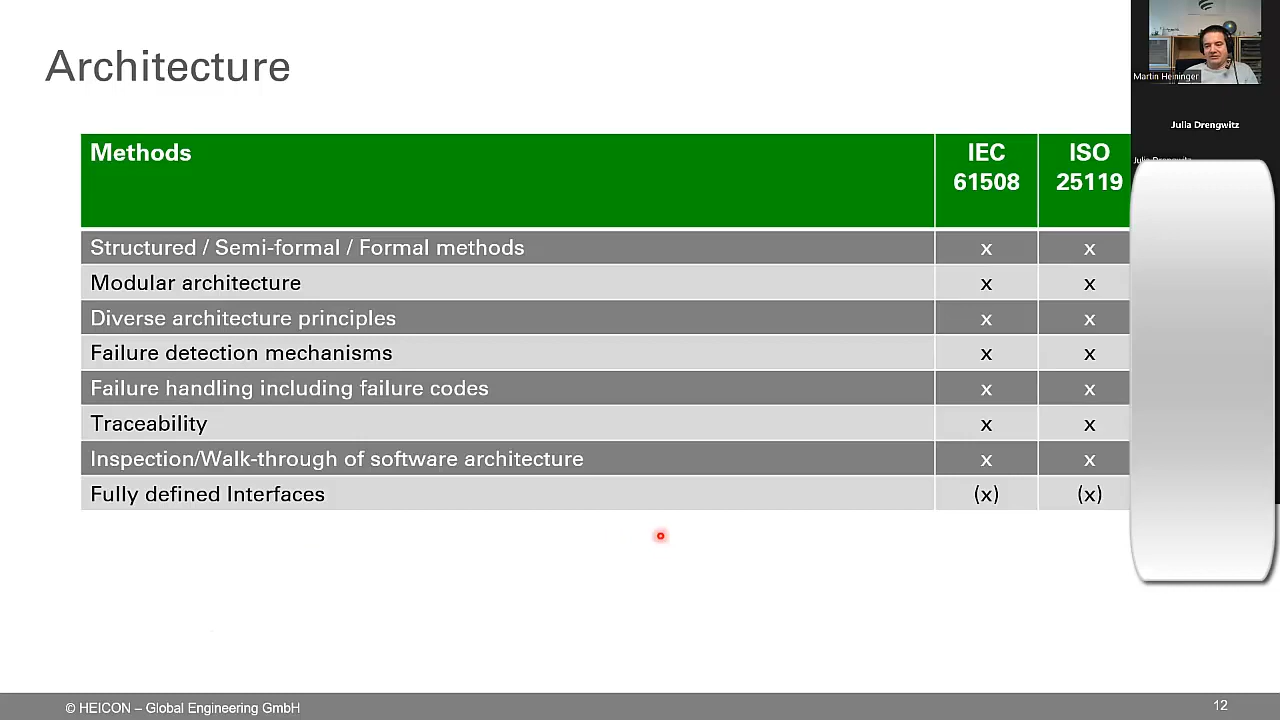 Architecture
Martin Heininger
Julia Drengwitz
Methods
IEC
61508
ISO
25119
Structured / Semi-formal / Formal methods x x
Modular architecture x x
Diverse architecture principles x x
Failure detection mechanisms x x
Failure handling including failure codes x x
Traceability x x
Inspection/Walk-through of software architecture x x
Fully defined Interfaces (x) (x)
© HEICON – Global Engineering GmbH
12